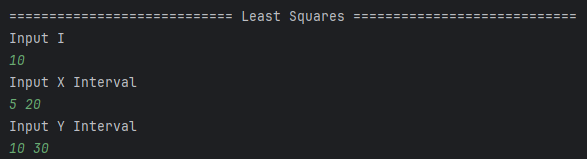 =========================== Least Squares ===========================
Input I
10
Input X Interval
5 20
Input Y Interval
10 30